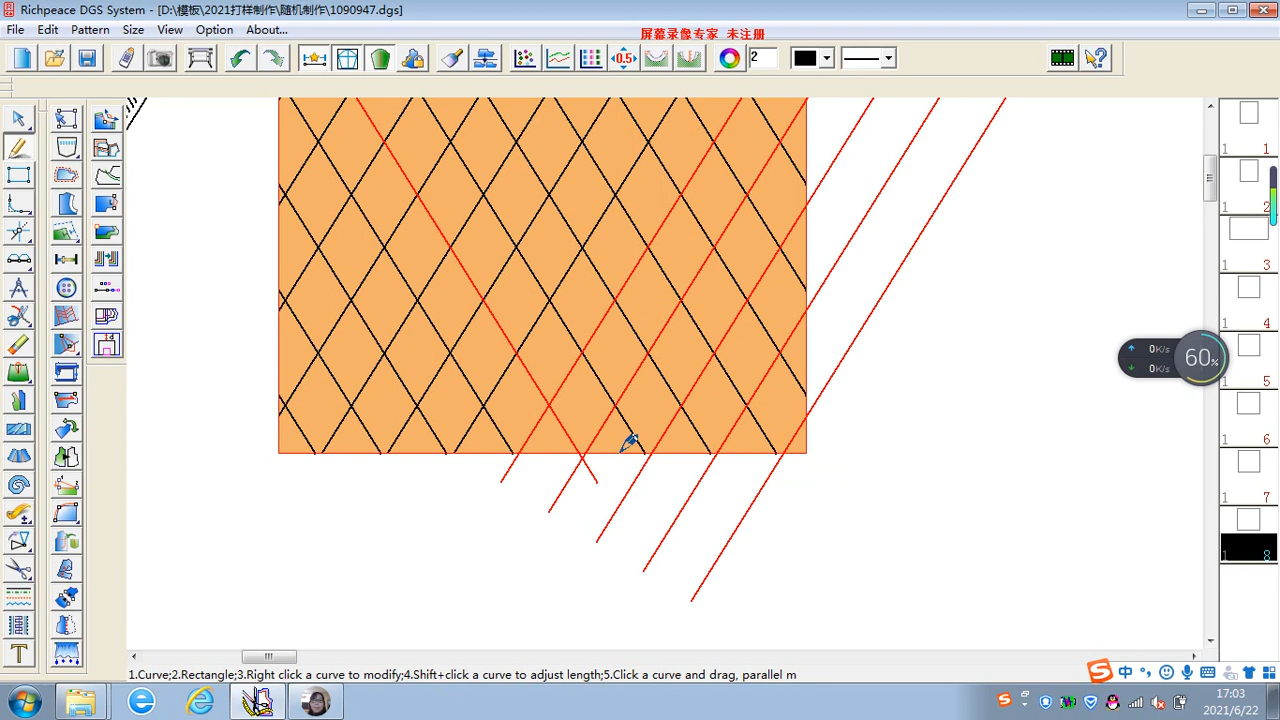 Richpeace DGS System - [D:\模板\2021打样制作\随机制作\1090947.dgs]
File Edit Pattern Size View Option About...
屏幕录像专家 未注册
0.5
2
1 1
1 2
1 3
1 4
1 5
1 6
1 7
1 8
0K/s
0K/s
60%
1.Curve;2.Rectangle;3.Right click a curve to modify;4.Shift+click a curve to adjust length;5.Click a curve and drag, parallel m
中
17:03
2021/6/22